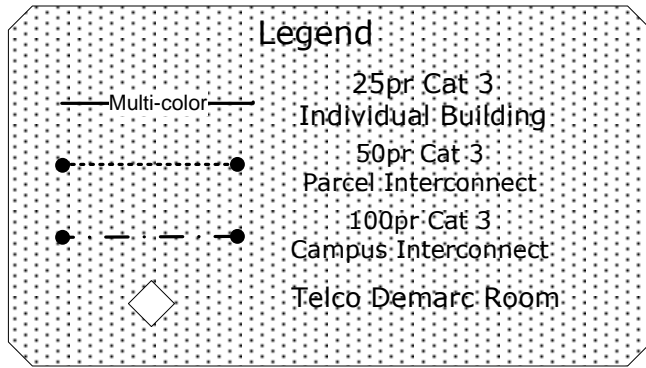 Legend
Multi-color
25pr Cat 3
Individual Building
50pr Cat 3
Parcel Interconnect
100pr Cat 3
Campus Interconnect
Telco Demarc Room